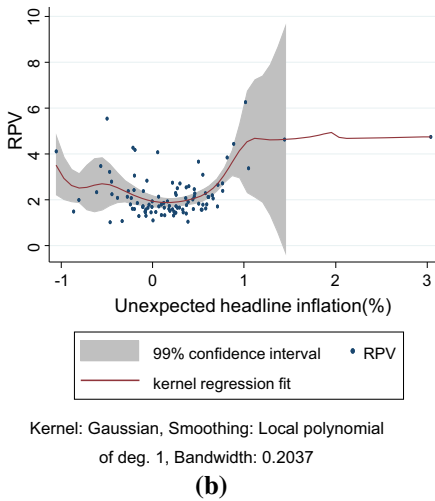 10
8
6
4
2
0
RPV
-1 0 1 2 3
Unexpected headline inflation(%)
99% confidence interval RPV
kernel regression fit
Kernel: Gaussian, Smoothing: Local polynomial
of deg. 1, Bandwidth: 0.2037
(b)